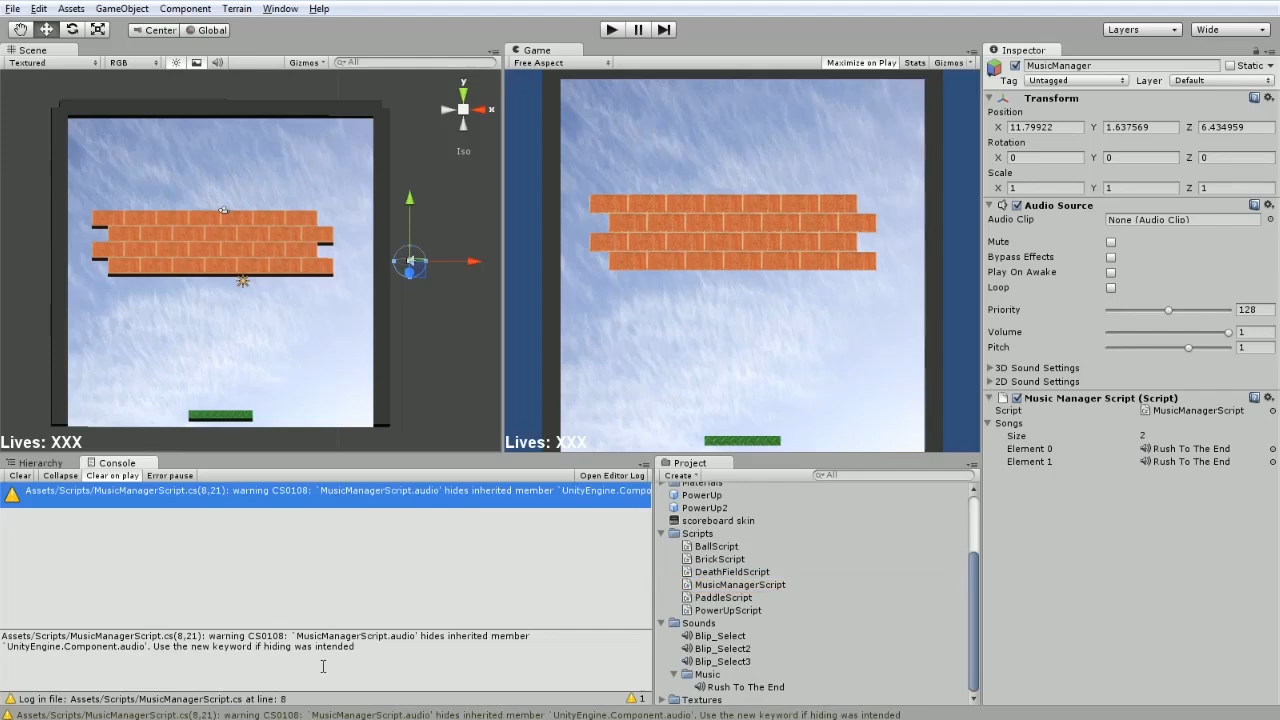 File Edit Assets GameObject Component Terrain Window Help
Center Global Layers Wide
Scene Game Inspector
Textured RGB Gizmos All Free Aspect Maximize on Play Stats Gizmos
MusicManager Static
Tag Untagged Layer Default
y
x
Iso
Transform
Position
X 11.79922 Y 1.637569 Z 6.434959
Rotation
X 0 Y 0 Z 0
Scale
X 1 Y 1 Z 1
Audio Source
Audio Clip None (Audio Clip)
Mute
Bypass Effects
Play On Awake
Loop
Priority 128
Volume 1
Pitch 1
3D Sound Settings
2D Sound Settings
Music Manager Script (Script)
Script MusicManagerScript
Songs
Size 2
Element 0 Rush To The End
Element 1 Rush To The End
Lives: XXX Lives: XXX
Hierarchy Console Project
Clear Collapse Clear on play Error pause Open Editor Log Create All
Assets/Scripts/MusicManagerScript.cs(8,21): warning CS0108: `MusicManagerScript.audio' hides inherited member `UnityEngine.Compo
Materials
PowerUp
PowerUp2
scoreboard skin
Scripts
BallScript
BrickScript
DeathFieldScript
MusicManagerScript
PaddleScript
PowerUpScript
Sounds
Blip_Select
Blip_Select2
Blip_Select3
Music
Rush To The End
Textures
Assets/Scripts/MusicManagerScript.cs(8,21): warning CS0108: `MusicManagerScript.audio' hides inherited member
`UnityEngine.Component.audio'. Use the new keyword if hiding was intended
Log in file: Assets/Scripts/MusicManagerScript.cs at line: 8 1
Assets/Scripts/MusicManagerScript.cs(8,21): warning CS0108: `MusicManagerScript.audio' hides inherited member `UnityEngine.Component.audio'. Use the new keyword if hiding was intended